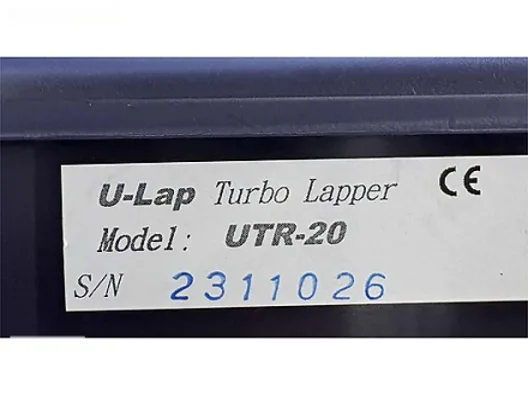 U-Lap Turbo Lapper CE
Model: UTR-20
S/N 2311026